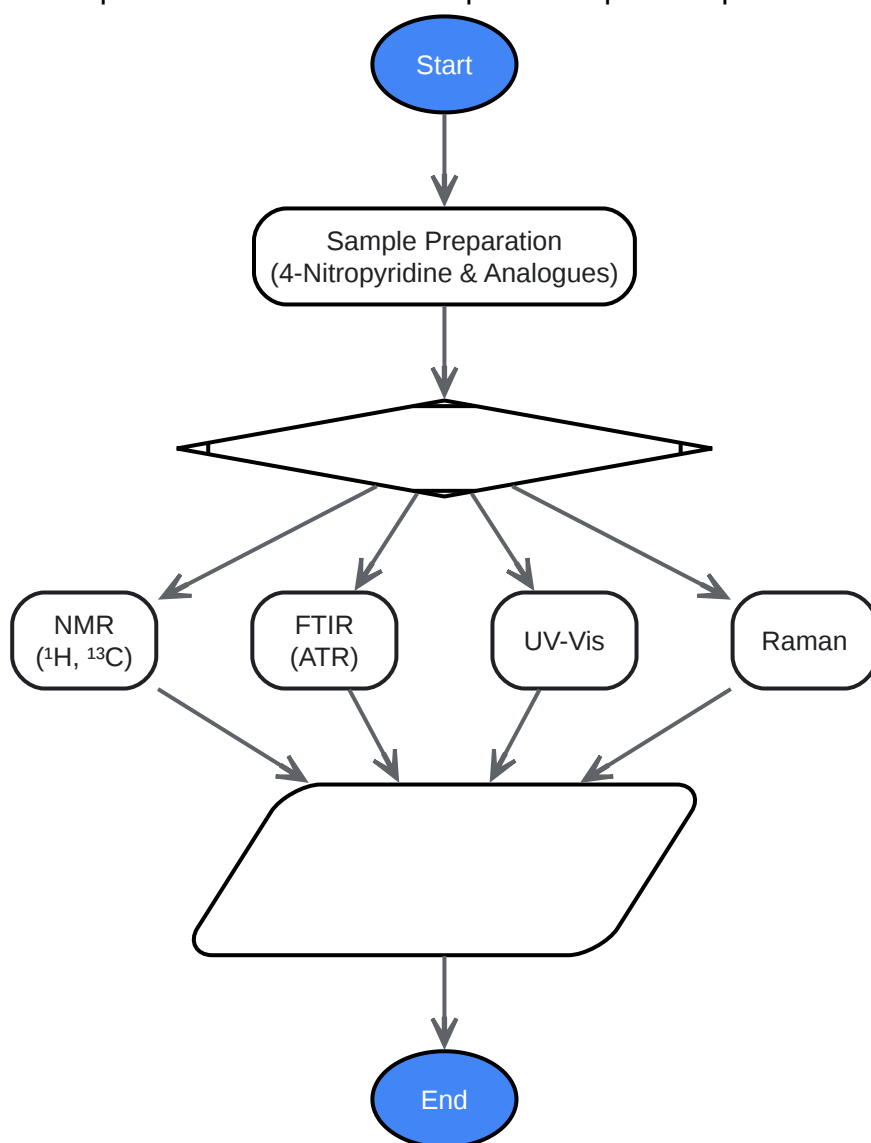 Start
Sample Preparation
(4-Nitropyridine & Analogues)
NMR
(¹H, ¹³C)
FTIR
(ATR)
UV-Vis
Raman
End